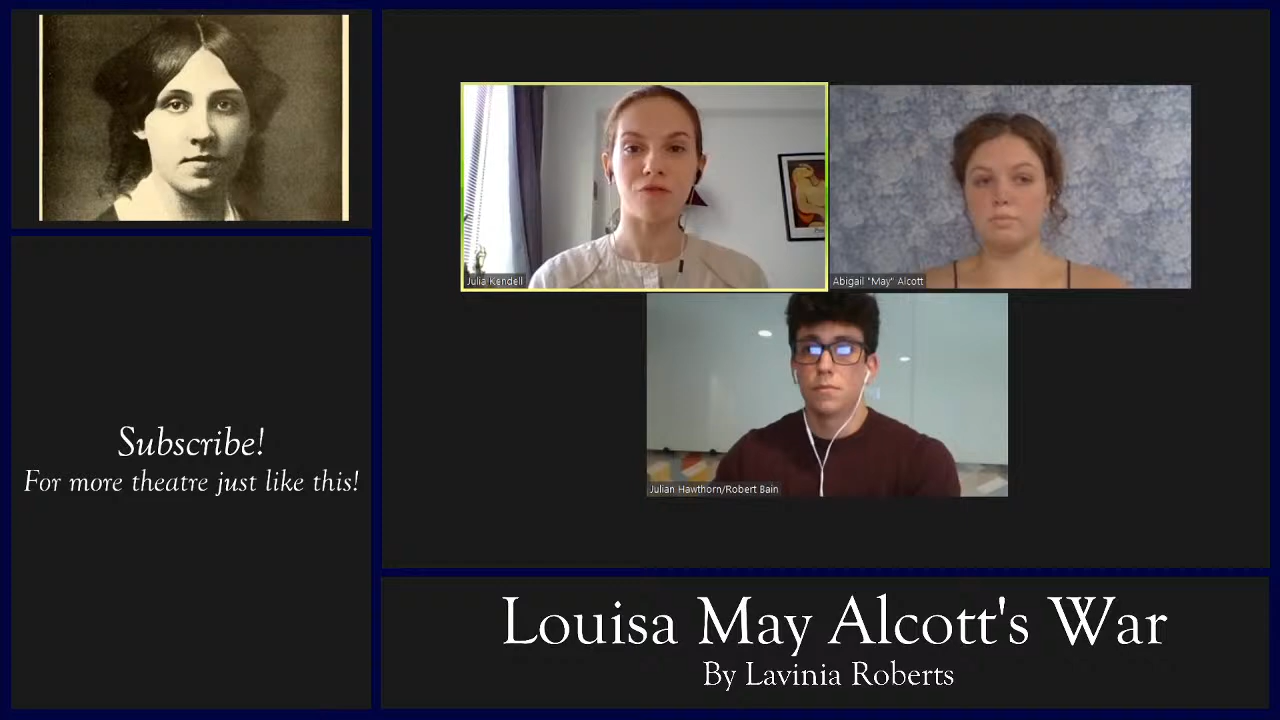 Julia Kendell
Abigail "May" Alcott
Julian Hawthorn/Robert Bain
Subscribe!
For more theatre just like this!
Louisa May Alcott's War
By Lavinia Roberts